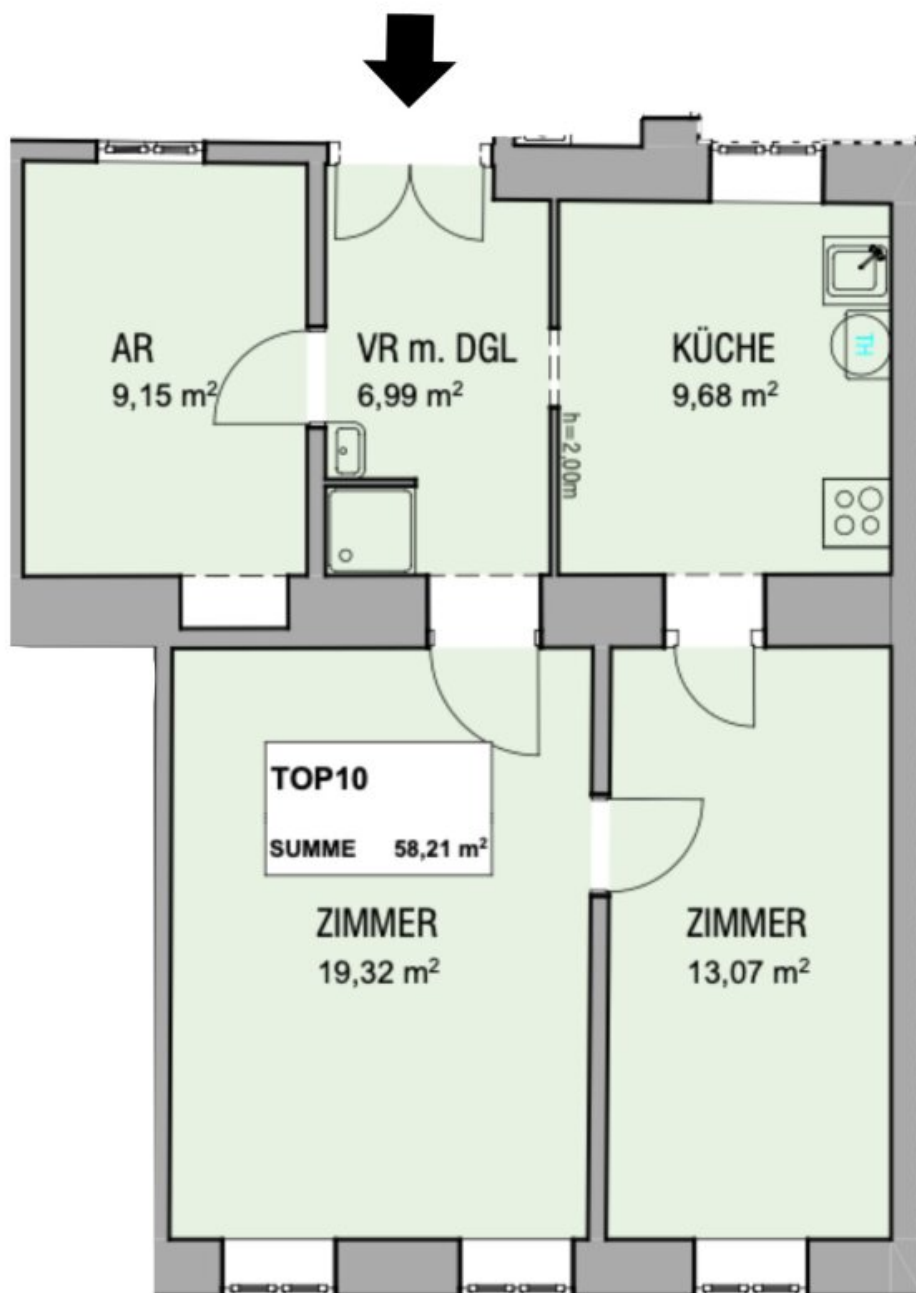 AR
9,15 m²
VR m. DGL
6,99 m²
KÜCHE
9,68 m²
TH
h=2,00m
TOP10
SUMME 58,21 m²
ZIMMER
19,32 m²
ZIMMER
13,07 m²